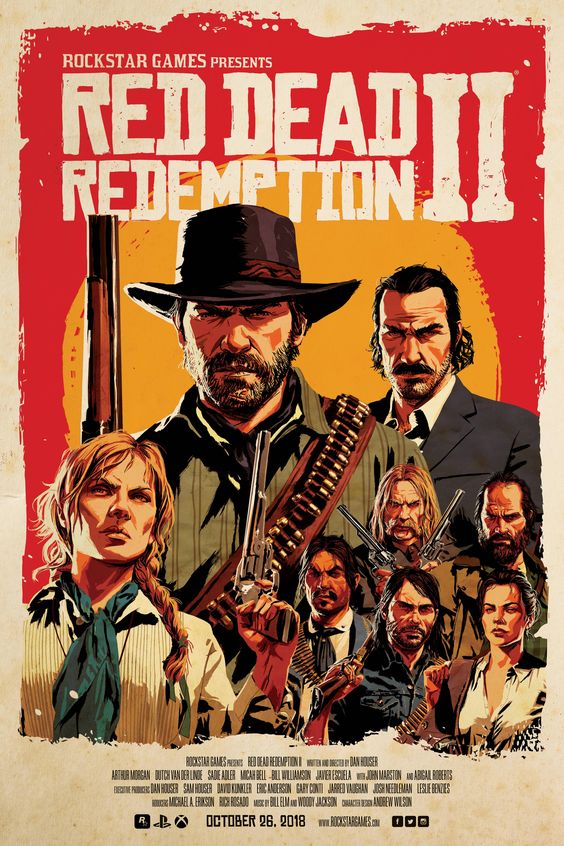 ROCKSTAR GAMES PRESENTS
RED DEAD
REDEMPTION II
ROCKSTAR GAMES PRESENTS RED DEAD REDEMPTION II WRITTEN AND DIRECTED BY DAN HOUSER
ARTHUR MORGAN DUTCH VAN DER LINDE SADIE ADLER MICAH BELL BILL WILLIAMSON JAVIER ESCUELA WITH JOHN MARSTON AND ABIGAIL ROBERTS
EXECUTIVE PRODUCERS DAN HOUSER SAM HOUSER DAVID KUNKLER ERIC ANDERSON GARY CONTI JARRED VAUGHAN JOSH NEEDLEMAN LESLIE BENZIES
MICHAEL A. ERIKSON RICH ROSADO MUSIC BY BILL ELM AND WOODY JACKSON CHARACTER DESIGN ANDREW WILSON
OCTOBER 26, 2018 WWW.ROCKSTARGAMES.COM